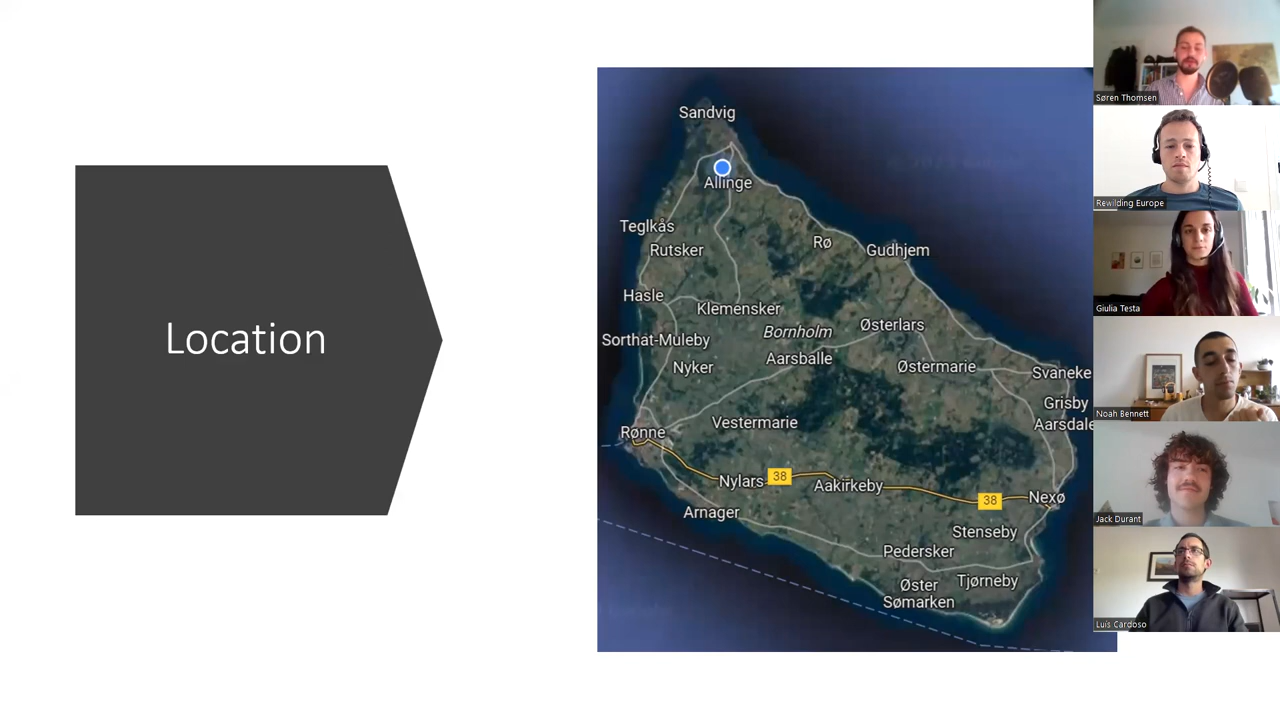 Location
Sandvig
Allinge
Teglkås
Rutsker
Rø
Gudhjem
Hasle
Klemensker
Bornholm
Østerlars
Sorthat-Muleby
Aarsballe
Nyker
Østermarie
Svaneke
Grisby
Aarsdale
Vestermarie
Rønne
Nylars
38
Aakirkeby
38
Nexø
Arnager
Stenseby
Pedersker
Øster
Sømarken
Tjørneby
Søren Thomsen
Rewilding Europe
Giulia Testa
Noah Bennett
Jack Durant
Luís Cardoso